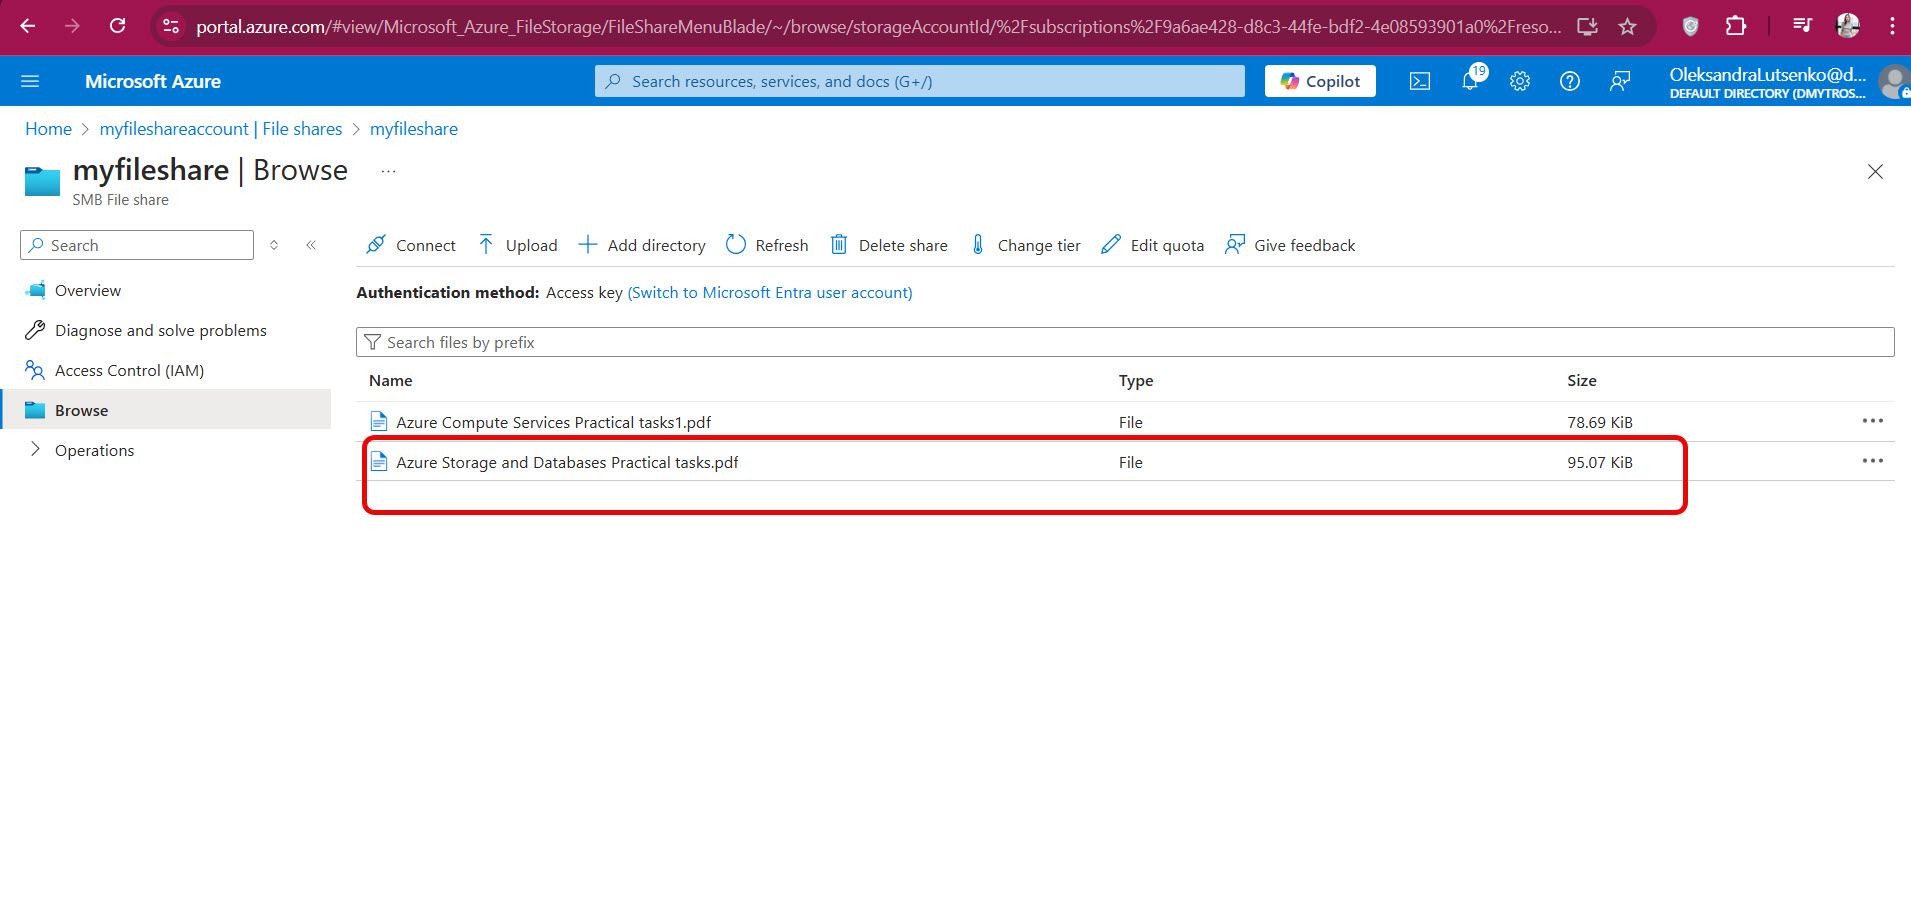 portal.azure.com/#view/Microsoft_Azure_FileStorage/FileShareMenuBlade/~/browse/storageAccountId/%2Fsubscriptions%2F9a6ae428-d8c3-44fe-bdf2-4e08593901a0%2Freso...
Microsoft Azure
Search resources, services, and docs (G+/)
Copilot
19
OleksandraLutsenko@d...
DEFAULT DIRECTORY (DMYTROS...
Home > myfileshareaccount | File shares > myfileshare
myfileshare | Browse ...
SMB File share
Search
Connect Upload Add directory Refresh Delete share Change tier Edit quota Give feedback
Overview
Diagnose and solve problems
Access Control (IAM)
Browse
Operations
Authentication method: Access key (Switch to Microsoft Entra user account)
Search files by prefix
Name Type Size
Azure Compute Services Practical tasks1.pdf File 78.69 KiB ...
Azure Storage and Databases Practical tasks.pdf File 95.07 KiB ...